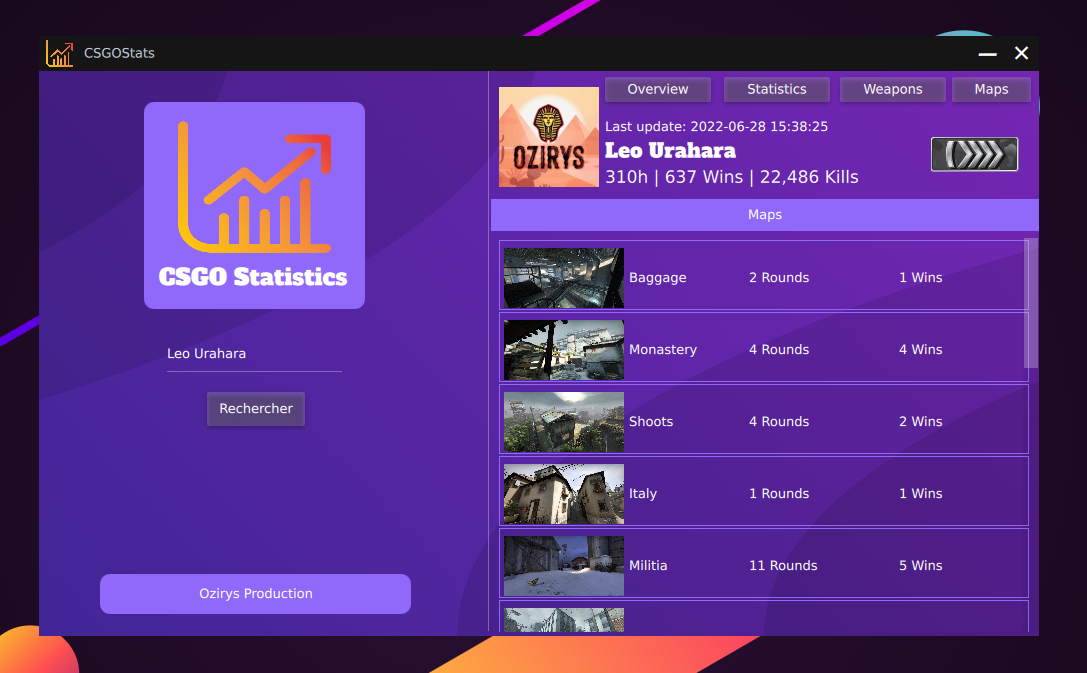 CSGOStats
CSGO Statistics
Leo Urahara
Rechercher
Ozirys Production
Overview Statistics Weapons Maps
OZIRYS
Last update: 2022-06-28 15:38:25
Leo Urahara
310h | 637 Wins | 22,486 Kills
Maps
Baggage 2 Rounds 1 Wins
Monastery 4 Rounds 4 Wins
Shoots 4 Rounds 2 Wins
Italy 1 Rounds 1 Wins
Militia 11 Rounds 5 Wins